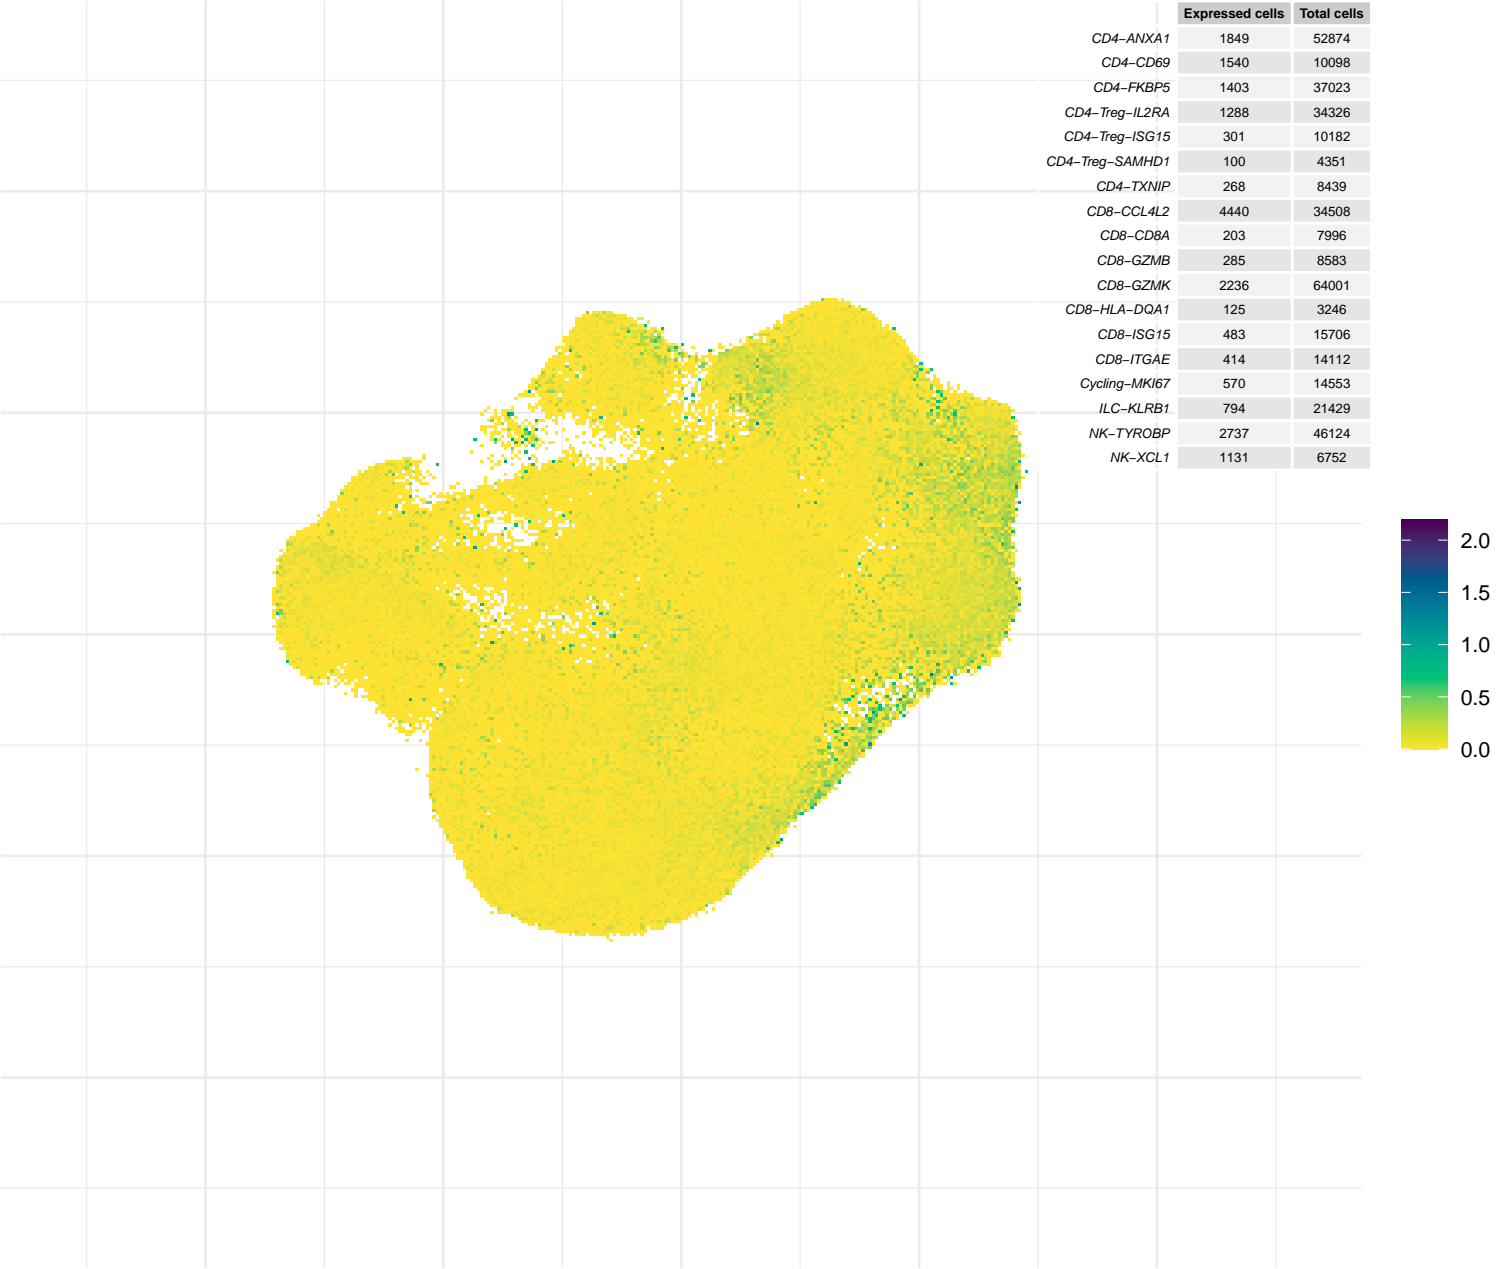 Expressed cells Total cells
CD4−ANXA1 1849 52874
CD4−CD69 1540 10098
CD4−FKBP5 1403 37023
CD4−Treg−IL2RA 1288 34326
CD4−Treg−ISG15 301 10182
CD4−Treg−SAMHD1 100 4351
CD4−TXNIP 268 8439
CD8−CCL4L2 4440 34508
CD8−CD8A 203 7996
CD8−GZMB 285 8583
CD8−GZMK 2236 64001
CD8−HLA−DQA1 125 3246
CD8−ISG15 483 15706
CD8−ITGAE 414 14112
Cycling−MKI67 570 14553
ILC−KLRB1 794 21429
NK−TYROBP 2737 46124
NK−XCL1 1131 6752
2.0
1.5
1.0
0.5
0.0